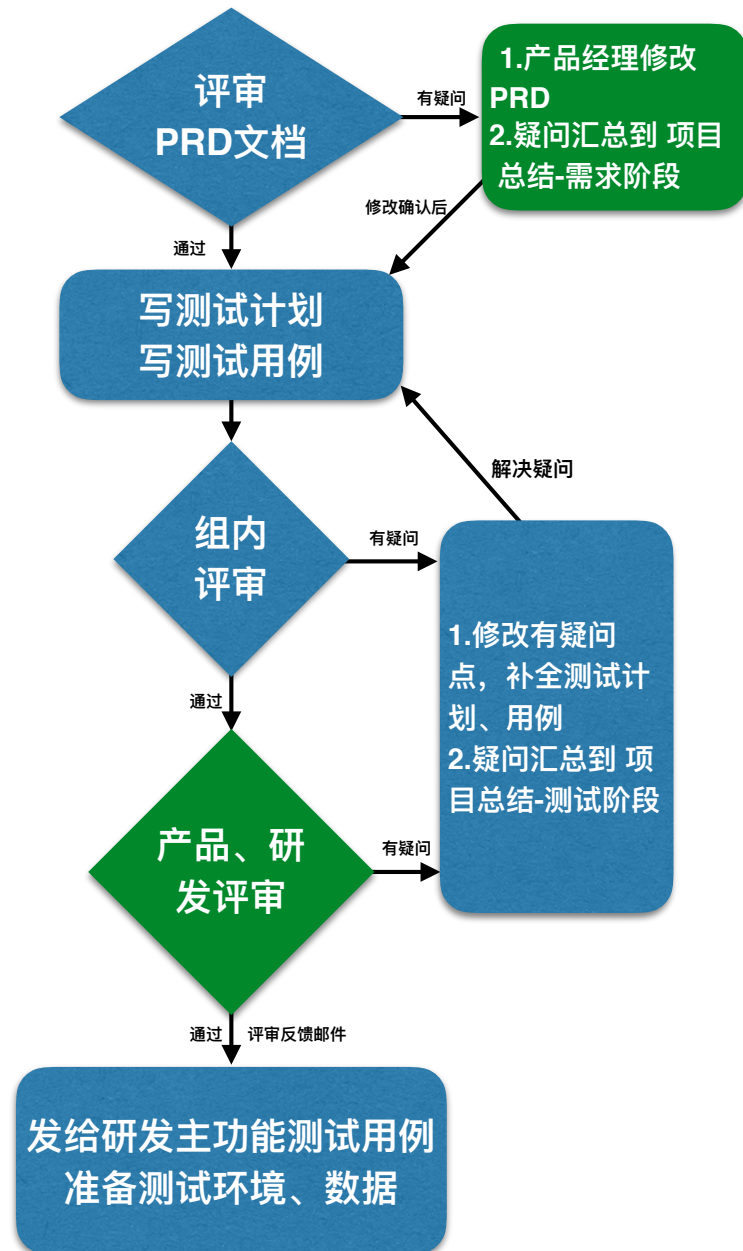 评审
PRD文档
有疑问
1.产品经理修改
PRD
2.疑问汇总到 项目
总结-需求阶段
修改确认后
通过
写测试计划
写测试用例
解决疑问
组内
评审
有疑问
1.修改有疑问
点，补全测试计
划、用例
2.疑问汇总到 项
目总结-测试阶段
通过
产品、研
发评审
有疑问
通过
评审反馈邮件
发给研发主功能测试用例
准备测试环境、数据